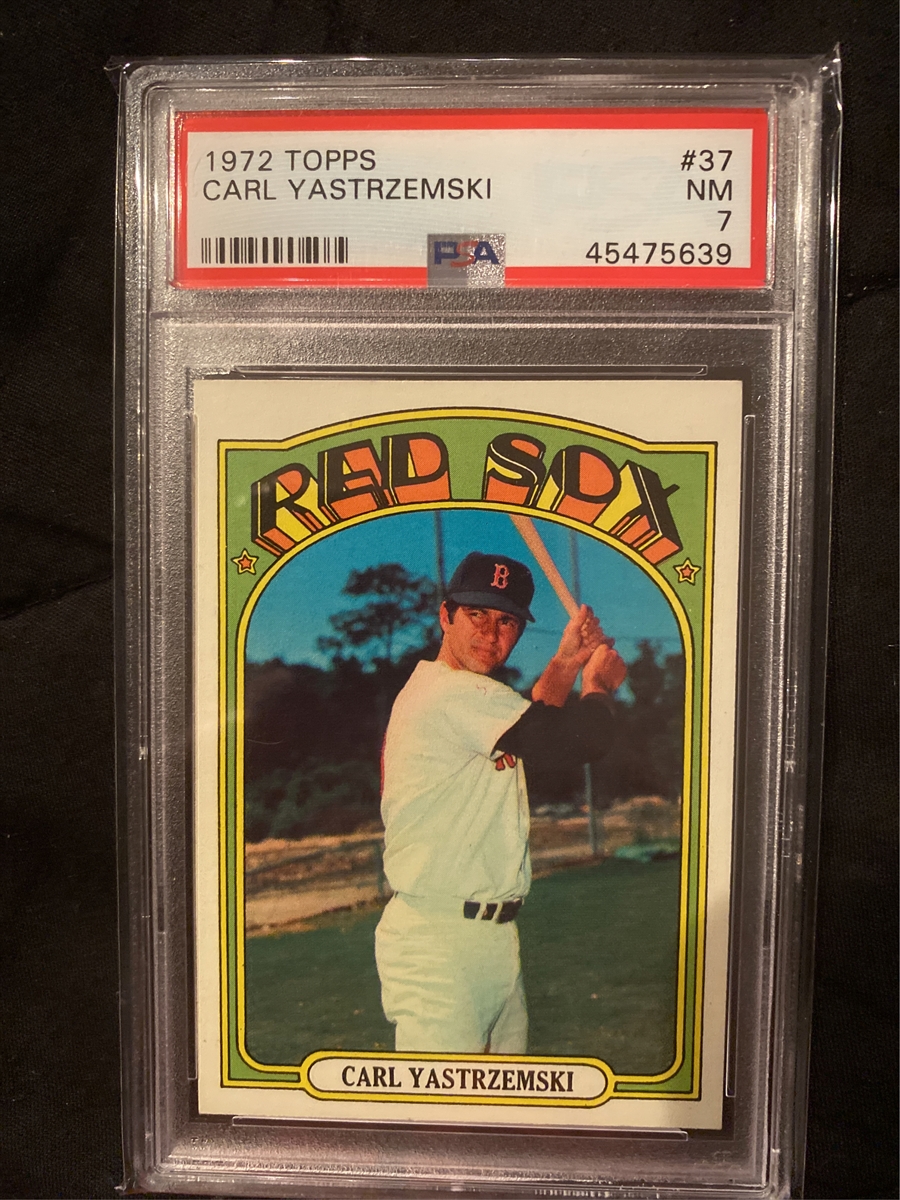 1972 TOPPS #37
CARL YASTRZEMSKI NM
7
PSA 45475639
RED SOX
B
CARL YASTRZEMSKI